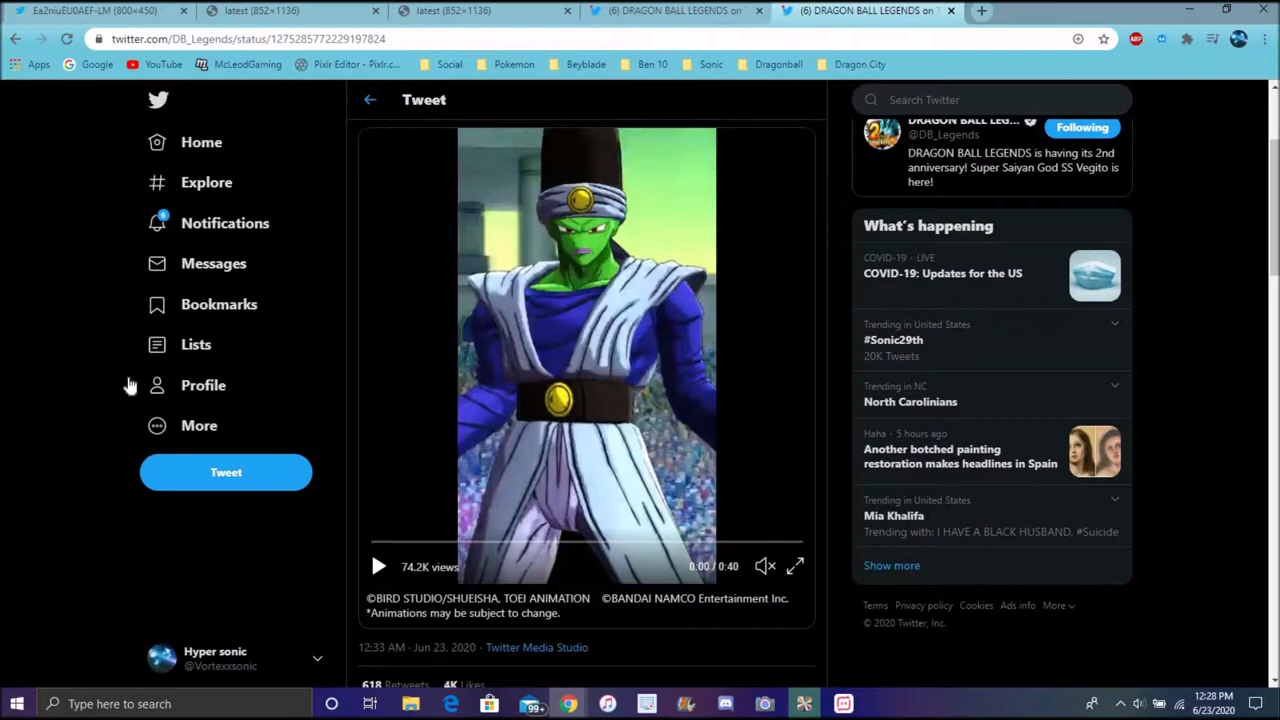 Ea2niuEU0AEF-LM (800×450)
latest (852×1136)
latest (852×1136)
(6) DRAGON BALL LEGENDS on
(6) DRAGON BALL LEGENDS on T
twitter.com/DB_Legends/status/1275285772229197824
Apps
Google
YouTube
McLeodGaming
Pixlr Editor - Pixlr.c...
Social
Pokemon
Beyblade
Ben 10
Sonic
Dragonball
Dragon City
Home
Explore
6
Notifications
Messages
Bookmarks
Lists
Profile
More
Tweet
Hyper sonic
@Vortexxsonic
Tweet
74.2K views
0:00 / 0:40
©BIRD STUDIO/SHUEISHA, TOEI ANIMATION ©BANDAI NAMCO Entertainment Inc.
*Animations may be subject to change.
12:33 AM · Jun 23, 2020 · Twitter Media Studio
618 Retweets 4K Likes
Search Twitter
DRAGON BALL LEG...
@DB_Legends
Following
DRAGON BALL LEGENDS is having its 2nd
anniversary! Super Saiyan God SS Vegito is
here!
What's happening
COVID-19 · LIVE
COVID-19: Updates for the US
Trending in United States
#Sonic29th
20K Tweets
Trending in NC
North Carolinians
Haha · 5 hours ago
Another botched painting
restoration makes headlines in Spain
Trending in United States
Mia Khalifa
Trending with: I HAVE A BLACK HUSBAND, #Suicide
Show more
Terms Privacy policy Cookies Ads info More
© 2020 Twitter, Inc.
Type here to search
99+
12:28 PM
6/23/2020